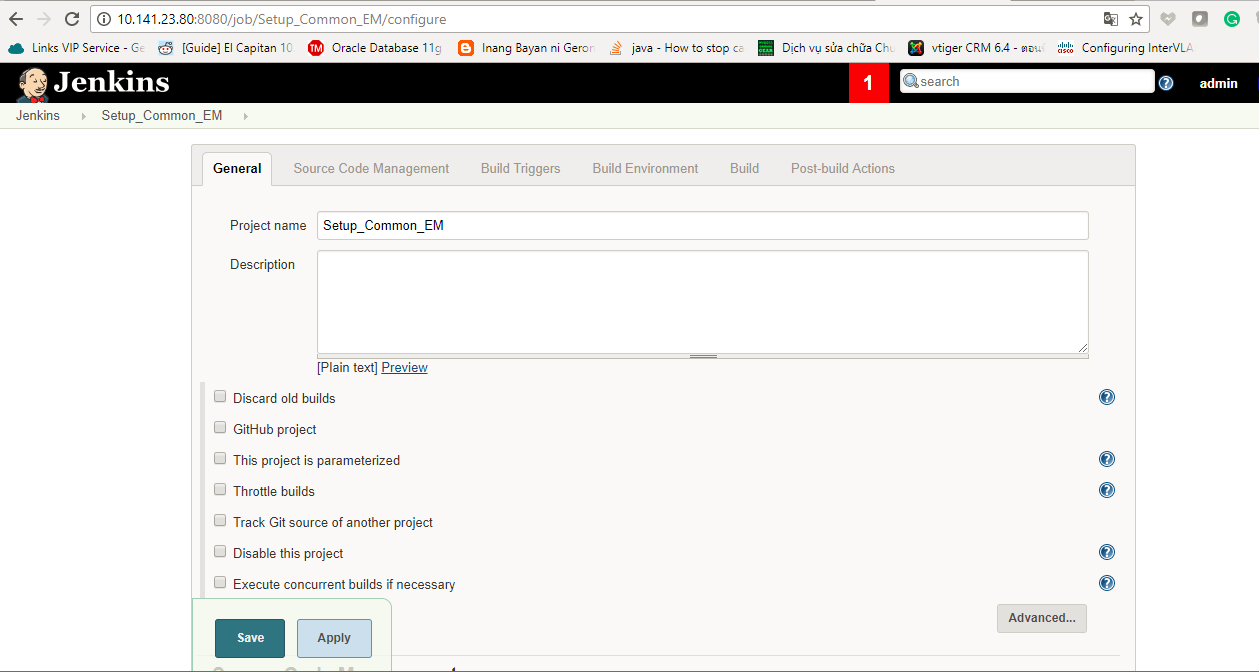 10.141.23.80:8080/job/Setup_Common_EM/configure
Links VIP Service - Ge [Guide] El Capitan 10. Oracle Database 11g Inang Bayan ni Geron java - How to stop ca Dịch vụ sửa chữa Chu vtiger CRM 6.4 - ตอน Configuring InterVLA
Jenkins 1 search admin
Jenkins Setup_Common_EM
General Source Code Management Build Triggers Build Environment Build Post-build Actions
Project name Setup_Common_EM
Description
[Plain text] Preview
Discard old builds
GitHub project
This project is parameterized
Throttle builds
Track Git source of another project
Disable this project
Execute concurrent builds if necessary
Advanced...
Save Apply